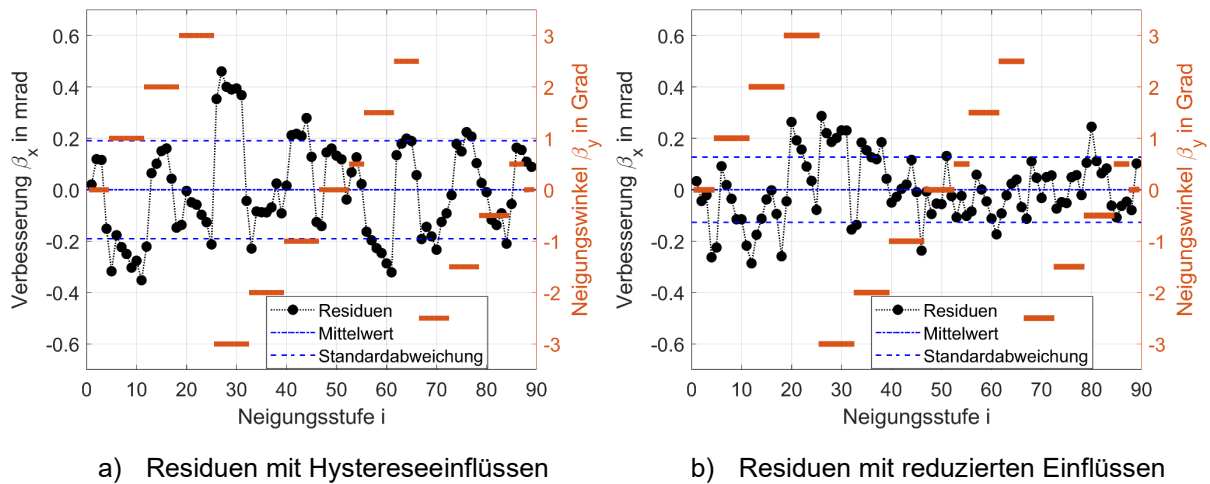 Verbesserung βx in mrad
0.6
0.4
0.2
0.0
-0.2
-0.4
-0.6
3
2
1
0
-1
-2
-3
Neigungswinkel βy in Grad
Residuen
Mittelwert
Standardabweichung
0 10 20 30 40 50 60 70 80 90
Neigungsstufe i
a) Residuen mit Hystereseeinflüssen
Verbesserung βx in mrad
0.6
0.4
0.2
0.0
-0.2
-0.4
-0.6
3
2
1
0
-1
-2
-3
Neigungswinkel βy in Grad
Residuen
Mittelwert
Standardabweichung
0 10 20 30 40 50 60 70 80 90
Neigungsstufe i
b) Residuen mit reduzierten Einflüssen